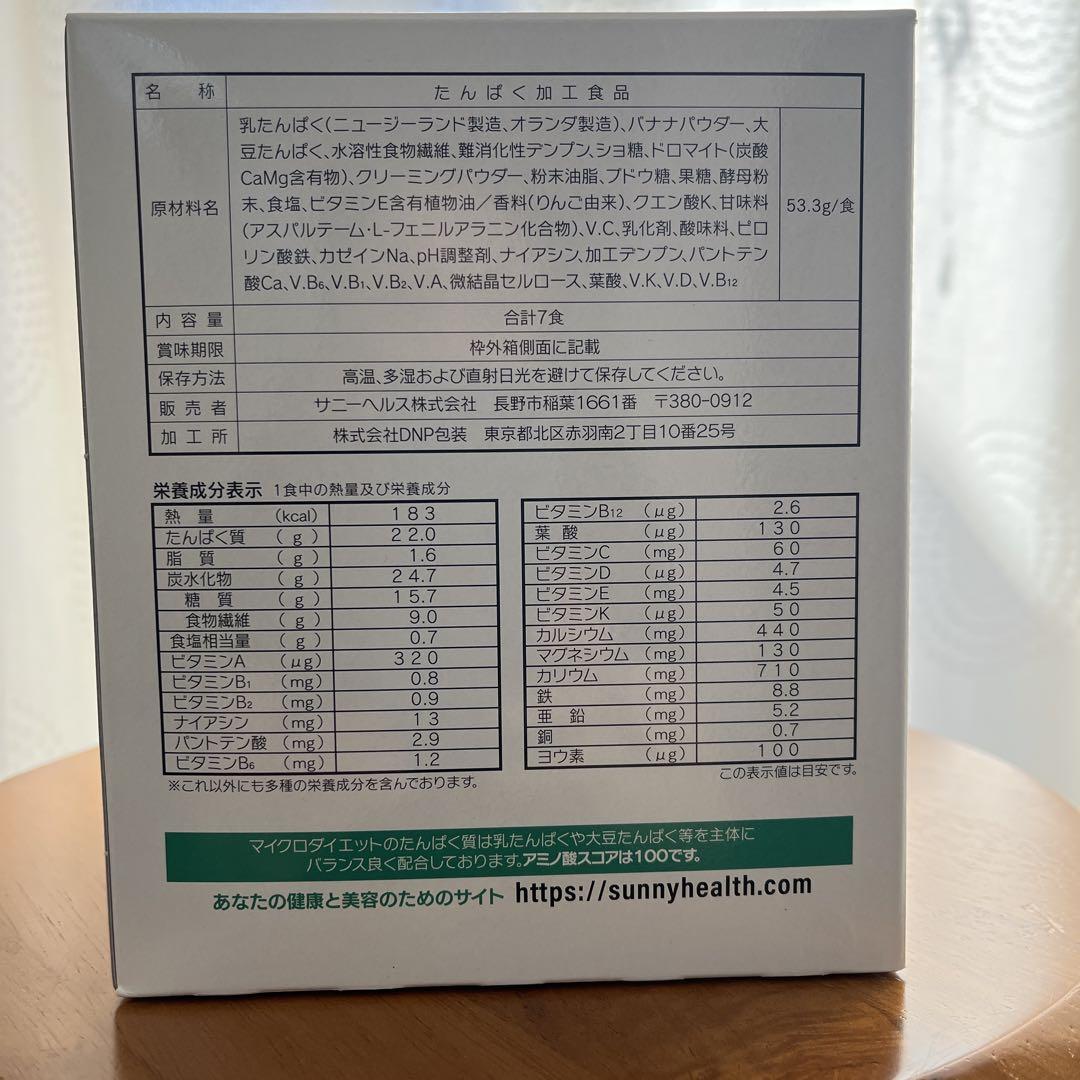 名称 たんぱく加工食品
原材料名
乳たんぱく(ニュージーランド製造、オランダ製造)、バナナパウダー、大
豆たんぱく、水溶性食物繊維、難消化性デンプン、ショ糖、ドロマイト(炭酸
CaMg含有物)、クリーミングパウダー、粉末油脂、ブドウ糖、果糖、酵母粉
末、食塩、ビタミンE含有植物油/香料(りんご由来)、クエン酸K、甘味料
(アスパルテーム・L-フェニルアラニン化合物)、V.C、乳化剤、酸味料、ピロ
リン酸鉄、カゼインNa、pH調整剤、ナイアシン、加工デンプン、パントテン
酸Ca、V.B6、V.B1、V.B2、V.A、微結晶セルロース、葉酸、V.K、V.D、V.B12
53.3g/食
内容量 合計7食
賞味期限 枠外箱側面に記載
保存方法 高温、多湿および直射日光を避けて保存してください。
販売者 サニーヘルス株式会社 長野市稲葉1661番 〒380-0912
加工所 株式会社DNP包装 東京都北区赤羽南2丁目10番25号
栄養成分表示 1食中の熱量及び栄養成分
熱量 (kcal) 183
たんぱく質 (g) 22.0
脂質 (g) 1.6
炭水化物 (g) 24.7
糖質 (g) 15.7
食物繊維 (g) 9.0
食塩相当量 (g) 0.7
ビタミンA (μg) 320
ビタミンB1 (mg) 0.8
ビタミンB2 (mg) 0.9
ナイアシン (mg) 13
パントテン酸 (mg) 2.9
ビタミンB6 (mg) 1.2
※これ以外にも多種の栄養成分を含んでおります。
ビタミンB12 (μg) 2.6
葉酸 (μg) 130
ビタミンC (mg) 60
ビタミンD (μg) 4.7
ビタミンE (mg) 4.5
ビタミンK (μg) 50
カルシウム (mg) 440
マグネシウム (mg) 130
カリウム (mg) 710
鉄 (mg) 8.8
亜鉛 (mg) 5.2
銅 (mg) 0.7
ヨウ素 (μg) 100
この表示値は目安です。
マイクロダイエットのたんぱく質は乳たんぱくや大豆たんぱく等を主体に
バランス良く配合しております。アミノ酸スコアは100です。
あなたの健康と美容のためのサイト https://sunnyhealth.com